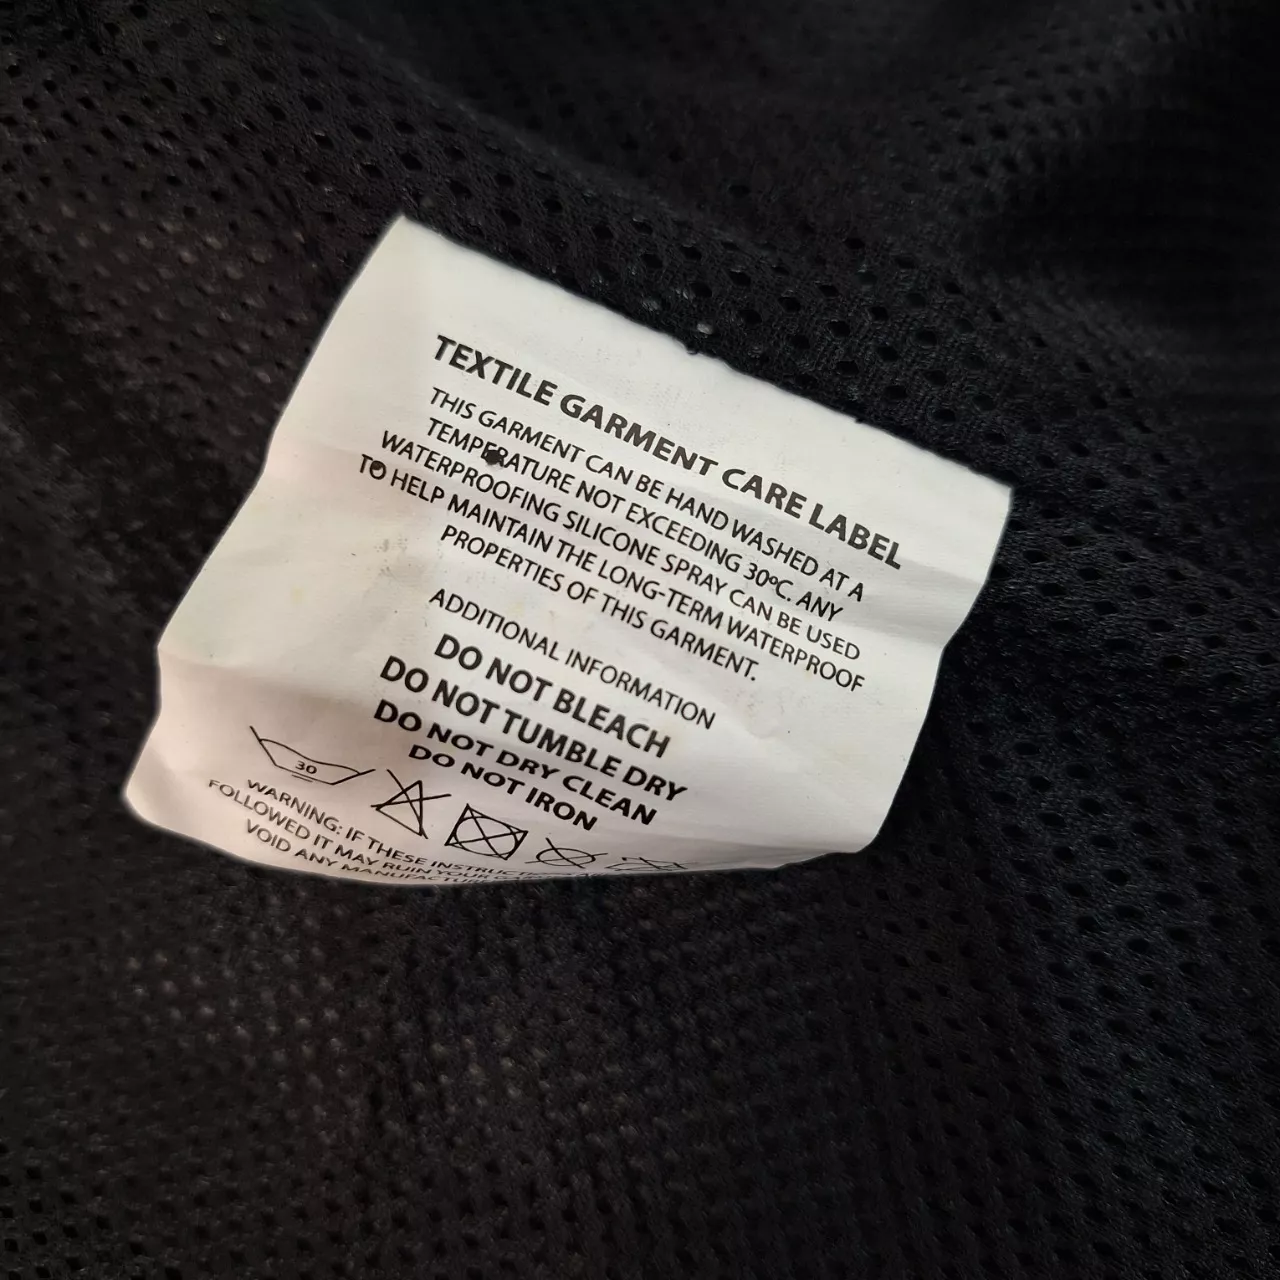 TEXTILE GARMENT CARE LABEL
THIS GARMENT CAN BE HAND WASHED AT A
TEMPERATURE NOT EXCEEDING 30ºC. ANY
WATERPROOFING SILICONE SPRAY CAN BE USED
TO HELP MAINTAIN THE LONG-TERM WATERPROOF
PROPERTIES OF THIS GARMENT.
ADDITIONAL INFORMATION
DO NOT BLEACH
DO NOT TUMBLE DRY
DO NOT DRY CLEAN
DO NOT IRON
30
WARNING: IF THESE
FOLLOWED IT MAY RUIN YOUR
VOID ANY